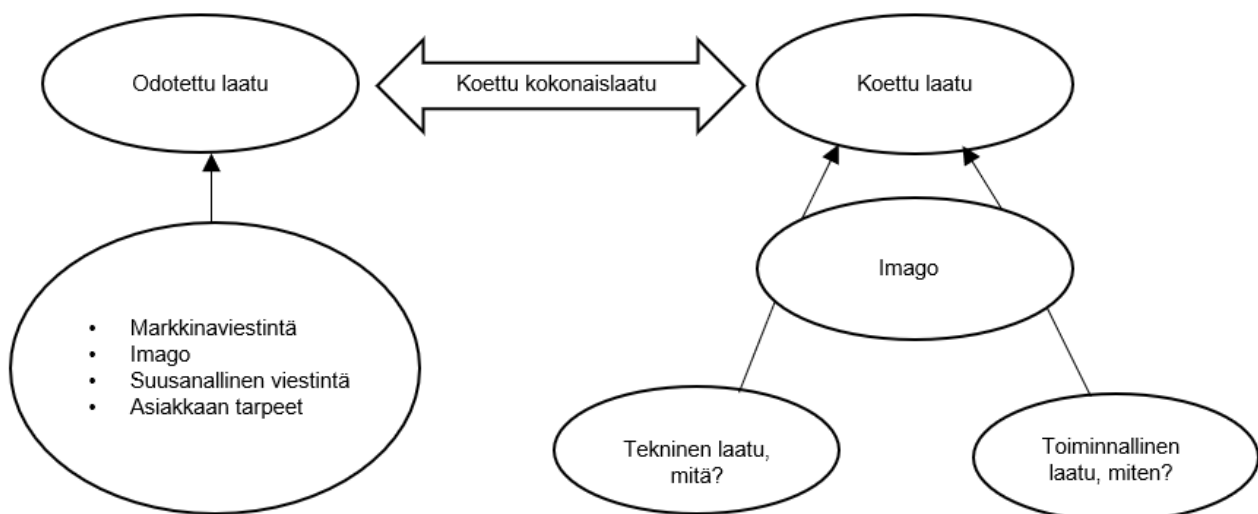 Odotettu laatu
Koettu kokonaislaatu
Koettu laatu
Imago
• Markkinaviestintä
• Imago
• Suusanallinen viestintä
• Asiakkaan tarpeet
Tekninen laatu,
mitä?
Toiminnallinen
laatu, miten?